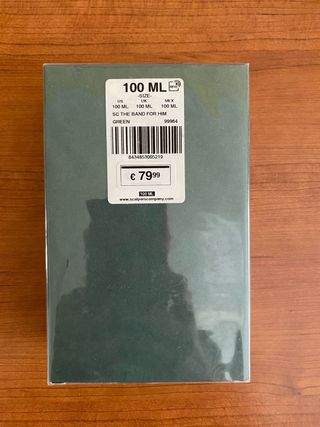 100 ML
-SIZE-
US UK MEX
100 ML 100 ML 100 ML
SC THE BAND FOR HIM
GREEN 99964
8434853005219
€ 79,99
100 ML
www.scalperscompany.com